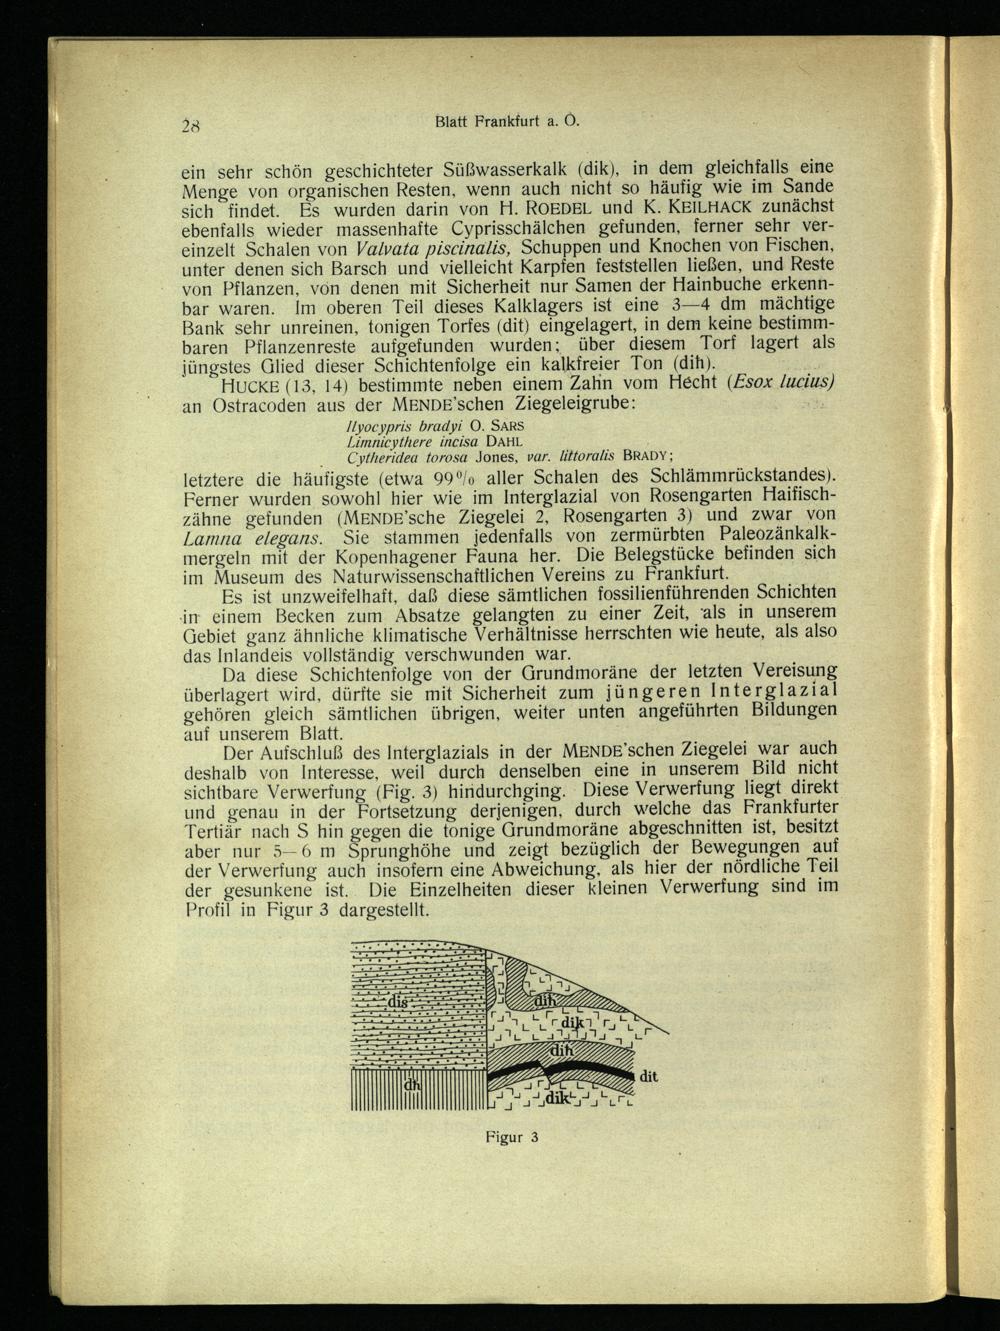 28
Blatt Frankfurt a. O.
ein sehr schön geschichteter Süßwasserkalk (dik), in dem gleichfalls eine
Menge von organischen Resten, wenn auch nicht so häufig wie im Sande
sich findet. Es wurden darin von H. ROEDEL und K. KEILHACK zunächst
ebenfalls wieder massenhafte Cyprisschälchen gefunden, ferner sehr ver-
einzelt Schalen von Valvata piscinalis, Schuppen und Knochen von Fischen,
unter denen sich Barsch und vielleicht Karpfen feststellen ließen, und Reste
von Pflanzen, von denen mit Sicherheit nur Samen der Hainbuche erkenn-
bar waren. Im oberen Teil dieses Kalklagers ist eine 3—4 dm mächtige
Bank sehr unreinen, tonigen Torfes (dit) eingelagert, in dem keine bestimm-
baren Pflanzenreste aufgefunden wurden; über diesem Torf lagert als
jüngstes Glied dieser Schichtenfolge ein kalkfreier Ton (dih).
HUCKE (13, 14) bestimmte neben einem Zahn vom Hecht (Esox lucius)
an Ostracoden aus der MENDE'schen Ziegeleigrube:
Ilyocypris bradyi O. SARS
Limnicythere incisa DAHL
Cytheridea torosa Jones, var. littoralis BRADY;
letztere die häufigste (etwa 99% aller Schalen des Schlämmrückstandes).
Ferner wurden sowohl hier wie im Interglazial von Rosengarten Haifisch-
zähne gefunden (MENDE'sche Ziegelei 2, Rosengarten 3) und zwar von
Lamna elegans. Sie stammen jedenfalls von zermürbten Paleozänkalk-
mergeln mit der Kopenhagener Fauna her. Die Belegstücke befinden sich
im Museum des Naturwissenschaftlichen Vereins zu Frankfurt.
Es ist unzweifelhaft, daß diese sämtlichen fossilienführenden Schichten
in einem Becken zum Absatze gelangten zu einer Zeit, als in unserem
Gebiet ganz ähnliche klimatische Verhältnisse herrschten wie heute, als also
das Inlandeis vollständig verschwunden war.
Da diese Schichtenfolge von der Grundmoräne der letzten Vereisung
überlagert wird, dürfte sie mit Sicherheit zum jüngeren Interglazial
gehören gleich sämtlichen übrigen, weiter unten angeführten Bildungen
auf unserem Blatt.
Der Aufschluß des Interglazials in der MENDE'schen Ziegelei war auch
deshalb von Interesse, weil durch denselben eine in unserem Bild nicht
sichtbare Verwerfung (Fig. 3) hindurchging. Diese Verwerfung liegt direkt
und genau in der Fortsetzung derjenigen, durch welche das Frankfurter
Tertiär nach S hin gegen die tonige Grundmoräne abgeschnitten ist, besitzt
aber nur 5—6 m Sprunghöhe und zeigt bezüglich der Bewegungen auf
der Verwerfung auch insofern eine Abweichung, als hier der nördliche Teil
der gesunkene ist. Die Einzelheiten dieser kleinen Verwerfung sind im
Profil in Figur 3 dargestellt.
dis
dih
dik
dih
dit
dh
dik
Figur 3